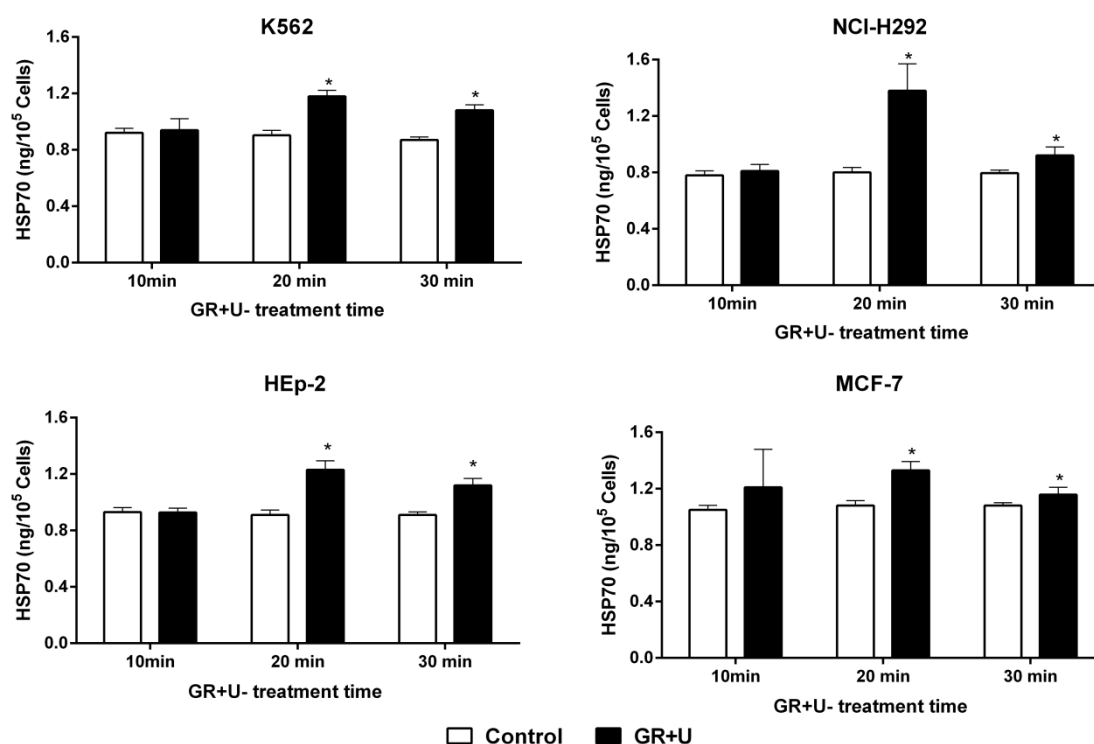 K562
HSP70 (ng/10⁵ Cells)
1.6
1.2
0.8
0.4
0.0
*
*
10min 20 min 30 min
GR+U- treatment time
NCI-H292
HSP70 (ng/10⁵ Cells)
1.6
1.2
0.8
0.4
0.0
*
*
10min 20 min 30 min
GR+U- treatment time
HEp-2
HSP70 (ng/10⁵ Cells)
1.6
1.2
0.8
0.4
0.0
*
*
10min 20 min 30 min
GR+U- treatment time
MCF-7
HSP70 (ng/10⁵ Cells)
1.6
1.2
0.8
0.4
0.0
*
*
10min 20 min 30 min
GR+U- treatment time
Control GR+U